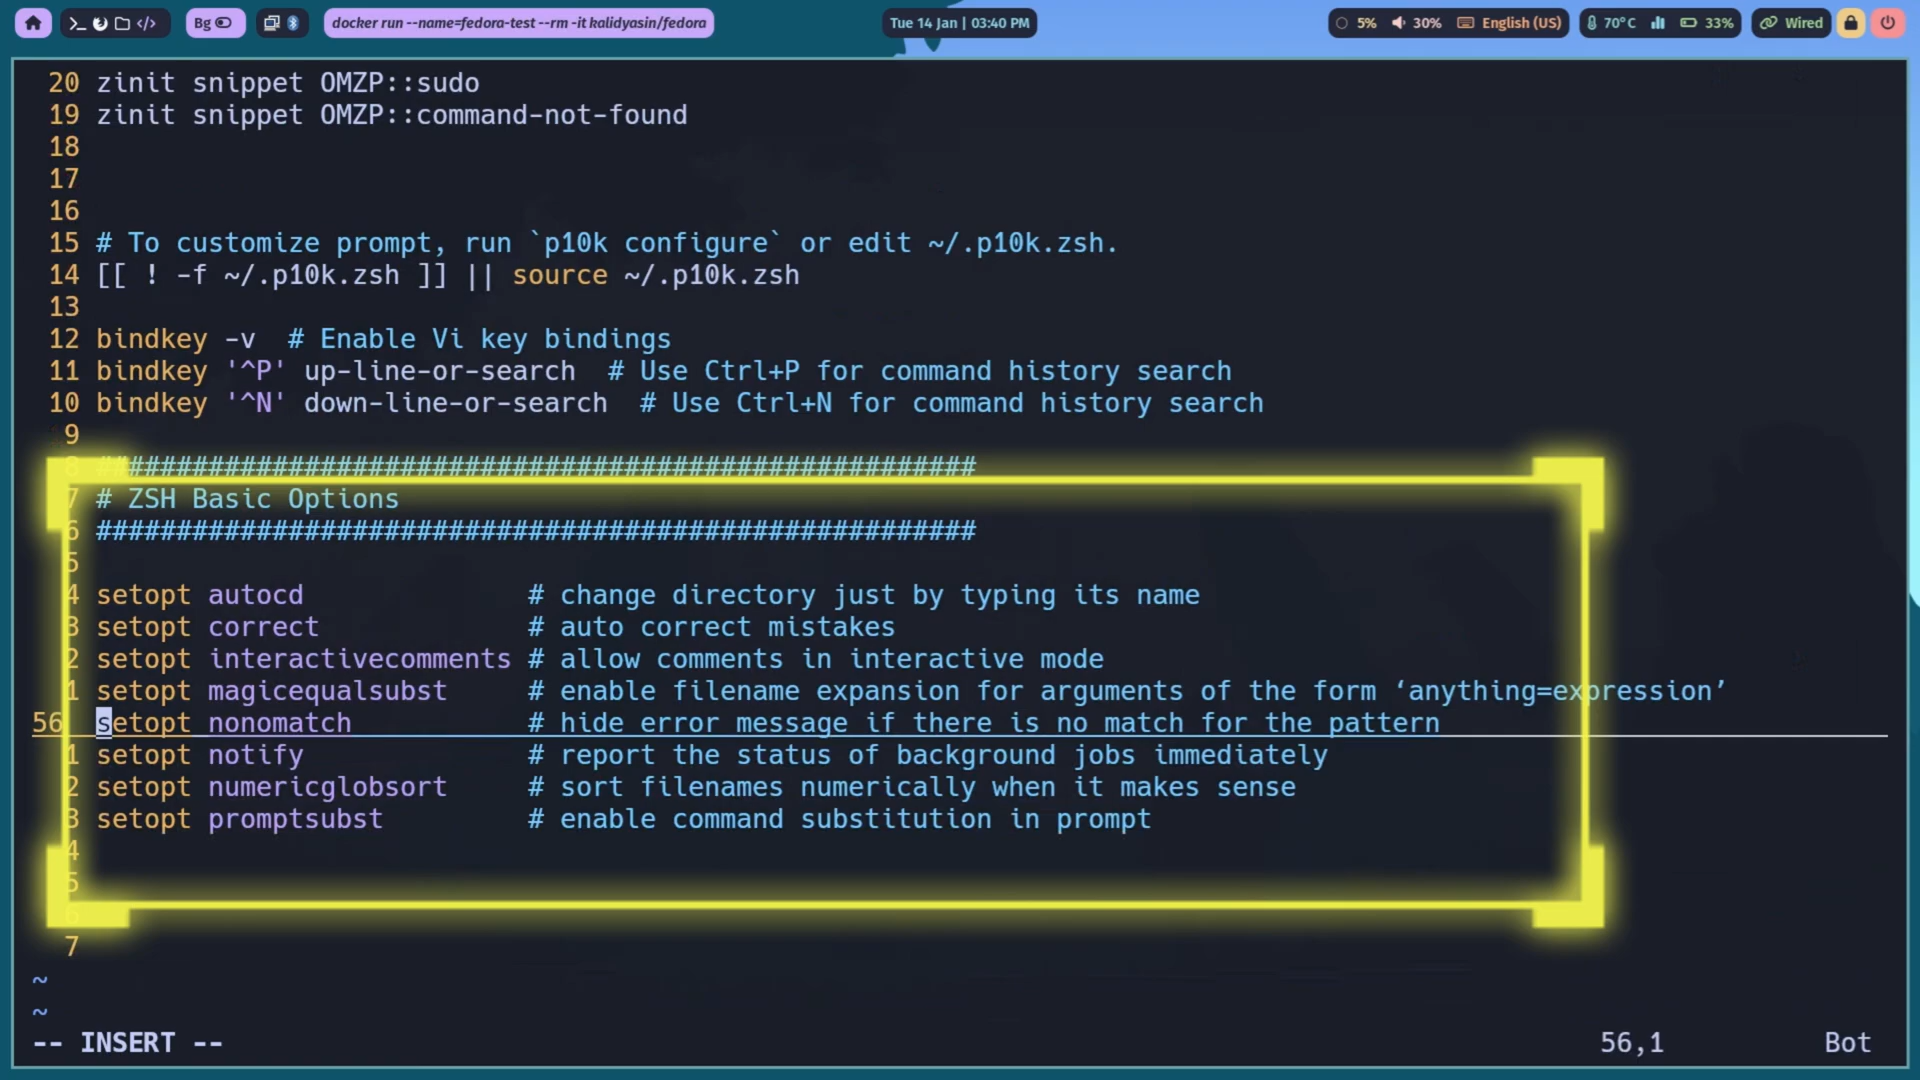 Bg
docker run --name=fedora-test --rm -it kalidyasin/fedora
Tue 14 Jan | 03:40 PM
5%
30%
English (US)
70°C
33%
Wired
20 zinit snippet OMZP::sudo
19 zinit snippet OMZP::command-not-found
18
17
16
15 # To customize prompt, run `p10k configure` or edit ~/.p10k.zsh.
14 [[ ! -f ~/.p10k.zsh ]] || source ~/.p10k.zsh
13
12 bindkey -v  # Enable Vi key bindings
11 bindkey '^P' up-line-or-search  # Use Ctrl+P for command history search
10 bindkey '^N' down-line-or-search  # Use Ctrl+N for command history search
9
8 #######################################################
7 # ZSH Basic Options
6 #######################################################
5
4 setopt autocd              # change directory just by typing its name
3 setopt correct             # auto correct mistakes
2 setopt interactivecomments # allow comments in interactive mode
1 setopt magicequalsubst     # enable filename expansion for arguments of the form ‘anything=expression’
56 setopt nonomatch           # hide error message if there is no match for the pattern
1 setopt notify              # report the status of background jobs immediately
2 setopt numericglobsort     # sort filenames numerically when it makes sense
3 setopt promptsubst         # enable command substitution in prompt
4
5
6
7
~
~
-- INSERT -- 56,1 Bot